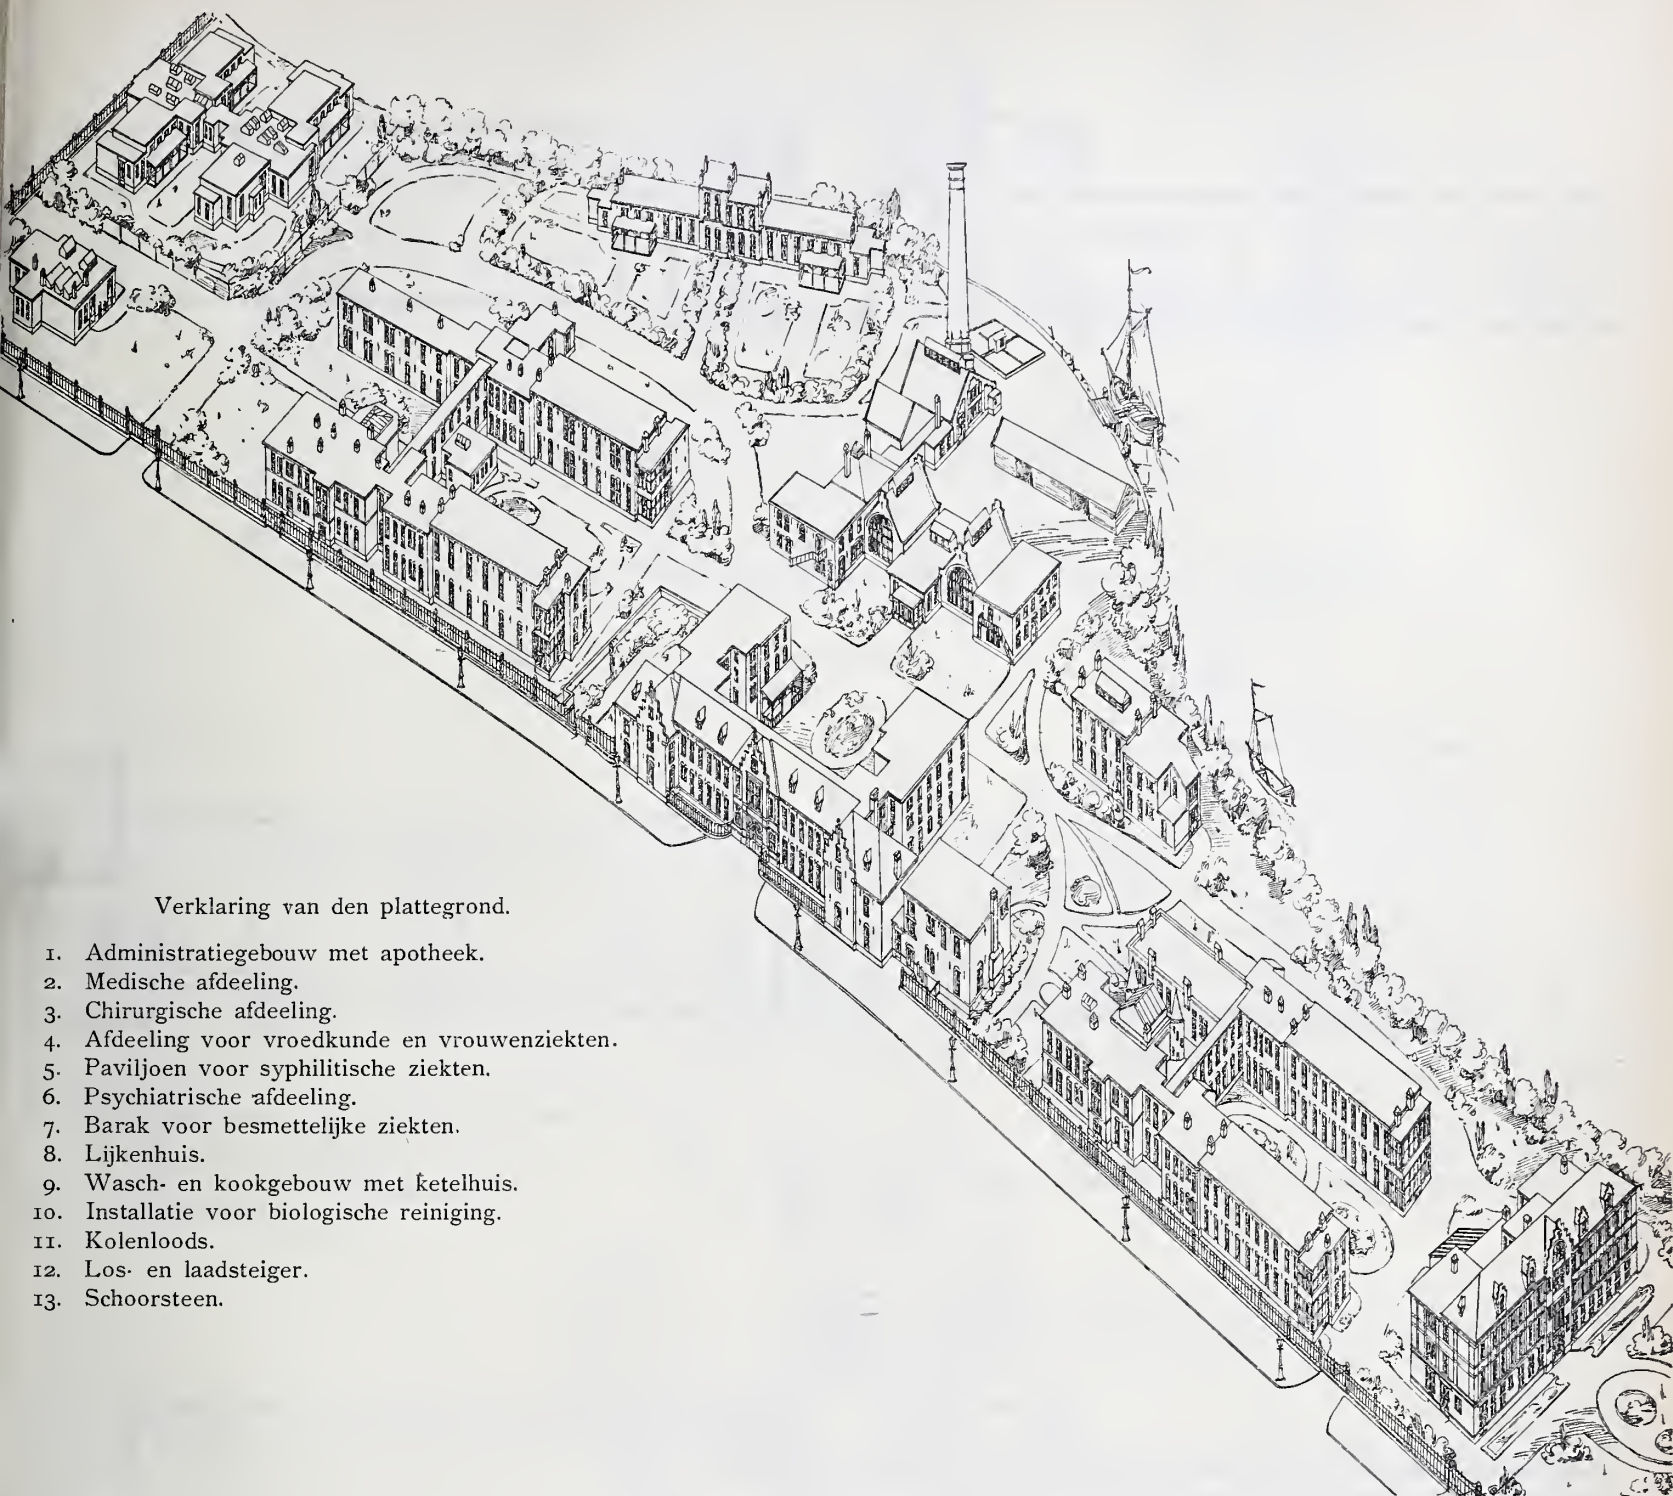 Verklaring van den plattegrond.
1. Administratiegebouw met apotheek.
2. Medische afdeeling.
3. Chirurgische afdeeling.
4. Afdeeling voor vroedkunde en vrouwenziekten.
5. Paviljoen voor syphilitische ziekten.
6. Psychiatrische afdeeling.
7. Barak voor besmettelijke ziekten.
8. Lijkenhuis.
9. Wasch- en kookgebouw met ketelhuis.
10. Installatie voor biologische reiniging.
11. Kolenloods.
12. Los- en laadsteiger.
13. Schoorsteen.